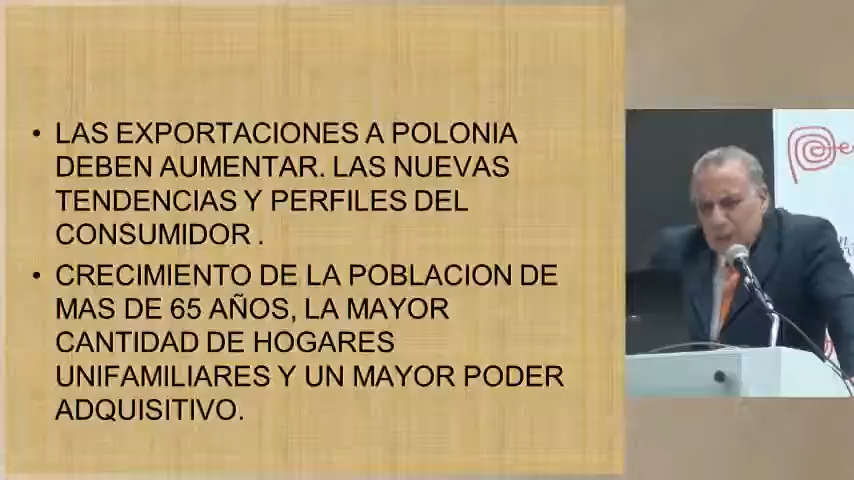 • LAS EXPORTACIONES A POLONIA
DEBEN AUMENTAR. LAS NUEVAS
TENDENCIAS Y PERFILES DEL
CONSUMIDOR .
• CRECIMIENTO DE LA POBLACION DE
MAS DE 65 AÑOS, LA MAYOR
CANTIDAD DE HOGARES
UNIFAMILIARES Y UN MAYOR PODER
ADQUISITIVO.